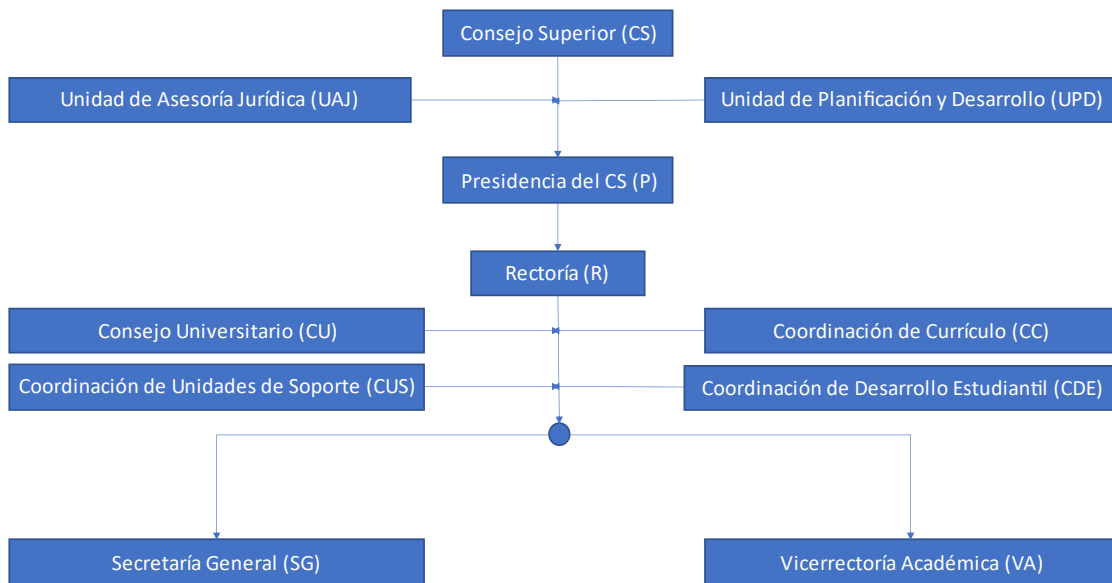 Consejo Superior (CS)
Unidad de Asesoría Jurídica (UAJ)
Unidad de Planificación y Desarrollo (UPD)
Presidencia del CS (P)
Rectoría (R)
Consejo Universitario (CU)
Coordinación de Currículo (CC)
Coordinación de Unidades de Soporte (CUS)
Coordinación de Desarrollo Estudiantil (CDE)
Secretaría General (SG)
Vicerrectoría Académica (VA)